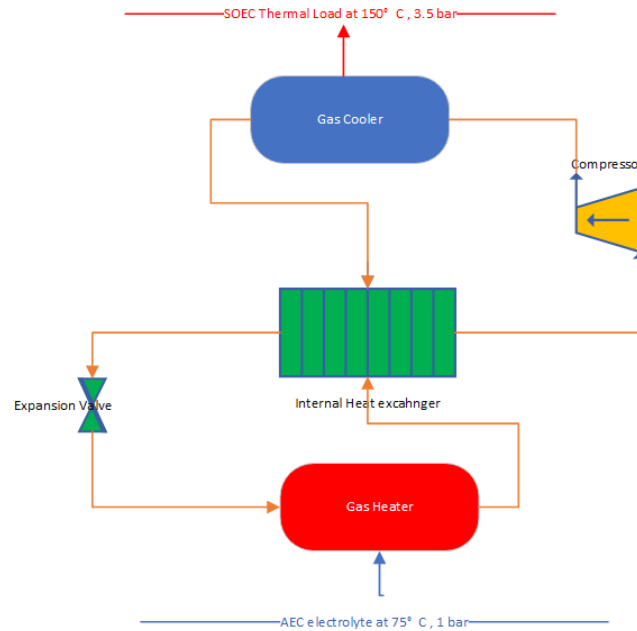 SOEC Thermal Load at 150° C , 3.5 bar
Gas Cooler
Compresso
Internal Heat excahnger
Expansion Valve
Gas Heater
AEC electrolyte at 75° C , 1 bar